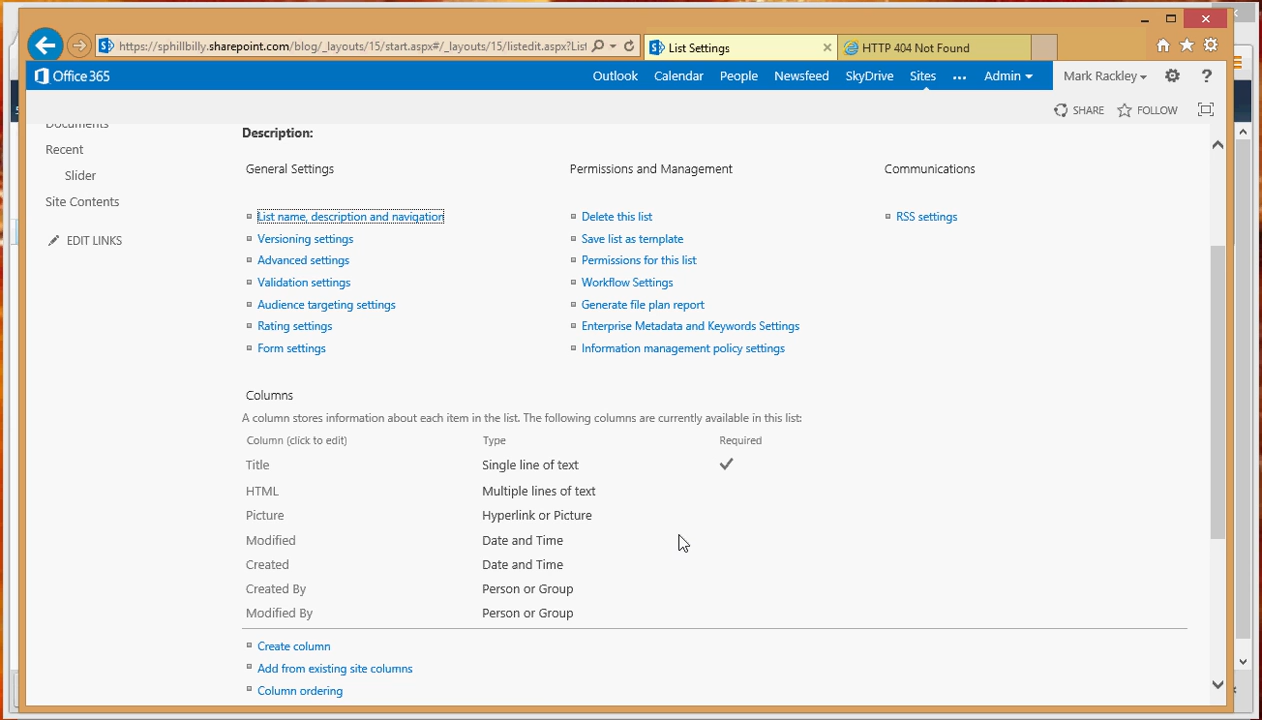 https://sphillbilly.sharepoint.com/blog/_layouts/15/start.aspx#/_layouts/15/listedit.aspx?List
List Settings
HTTP 404 Not Found
Office 365
Outlook Calendar People Newsfeed SkyDrive Sites ... Admin Mark Rackley ?
SHARE FOLLOW
Documents
Recent
Slider
Site Contents
EDIT LINKS
Description:
General Settings Permissions and Management Communications
List name, description and navigation Delete this list RSS settings
Versioning settings Save list as template
Advanced settings Permissions for this list
Validation settings Workflow Settings
Audience targeting settings Generate file plan report
Rating settings Enterprise Metadata and Keywords Settings
Form settings Information management policy settings
Columns
A column stores information about each item in the list. The following columns are currently available in this list:
Column (click to edit) Type Required
Title Single line of text
HTML Multiple lines of text
Picture Hyperlink or Picture
Modified Date and Time
Created Date and Time
Created By Person or Group
Modified By Person or Group
Create column
Add from existing site columns
Column ordering